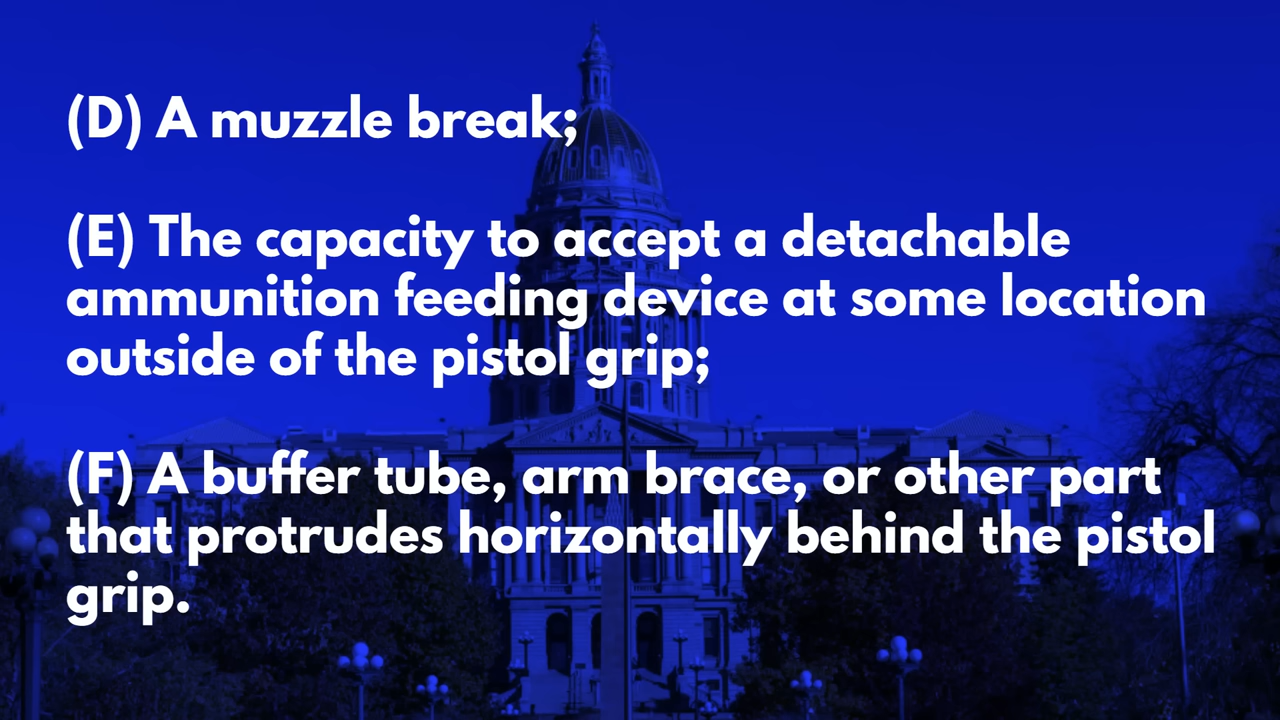 (D) A muzzle break;
(E) The capacity to accept a detachable
ammunition feeding device at some location
outside of the pistol grip;
(F) A buffer tube, arm brace, or other part
that protrudes horizontally behind the pistol
grip.